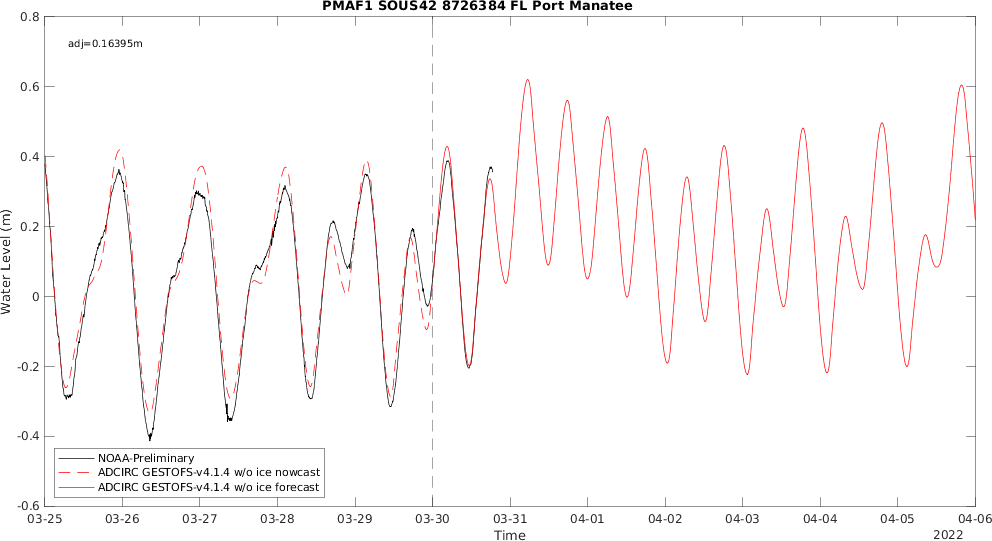 PMAF1 SOUS42 8726384 FL Port Manatee
adj=0.16395m
Water Level (m)
0.8
0.6
0.4
0.2
0
-0.2
-0.4
-0.6
NOAA-Preliminary
ADCIRC GESTOFS-v4.1.4 w/o ice nowcast
ADCIRC GESTOFS-v4.1.4 w/o ice forecast
03-25 03-26 03-27 03-28 03-29 03-30 03-31 04-01 04-02 04-03 04-04 04-05 04-06
Time
2022